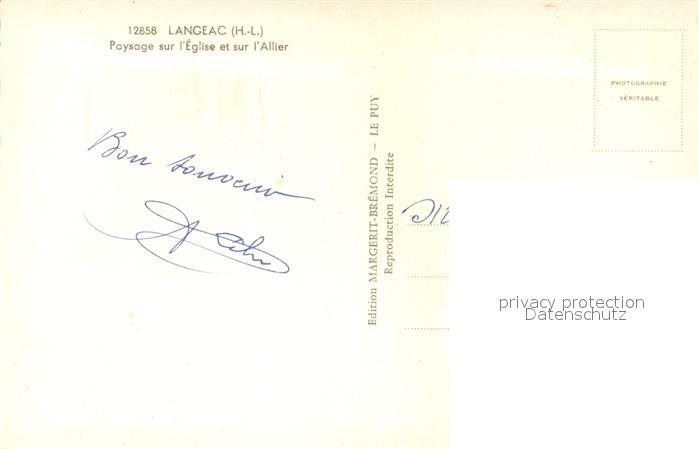 12858 LANGEAC (H.-L.)
Paysage sur l'Église et sur l'Allier
Bon souvenir
Edition MARGERIT-BRÉMOND - LE PUY
Reproduction Interdite
PHOTOGRAPHIE
VÉRITABLE
privacy protection
Datenschutz